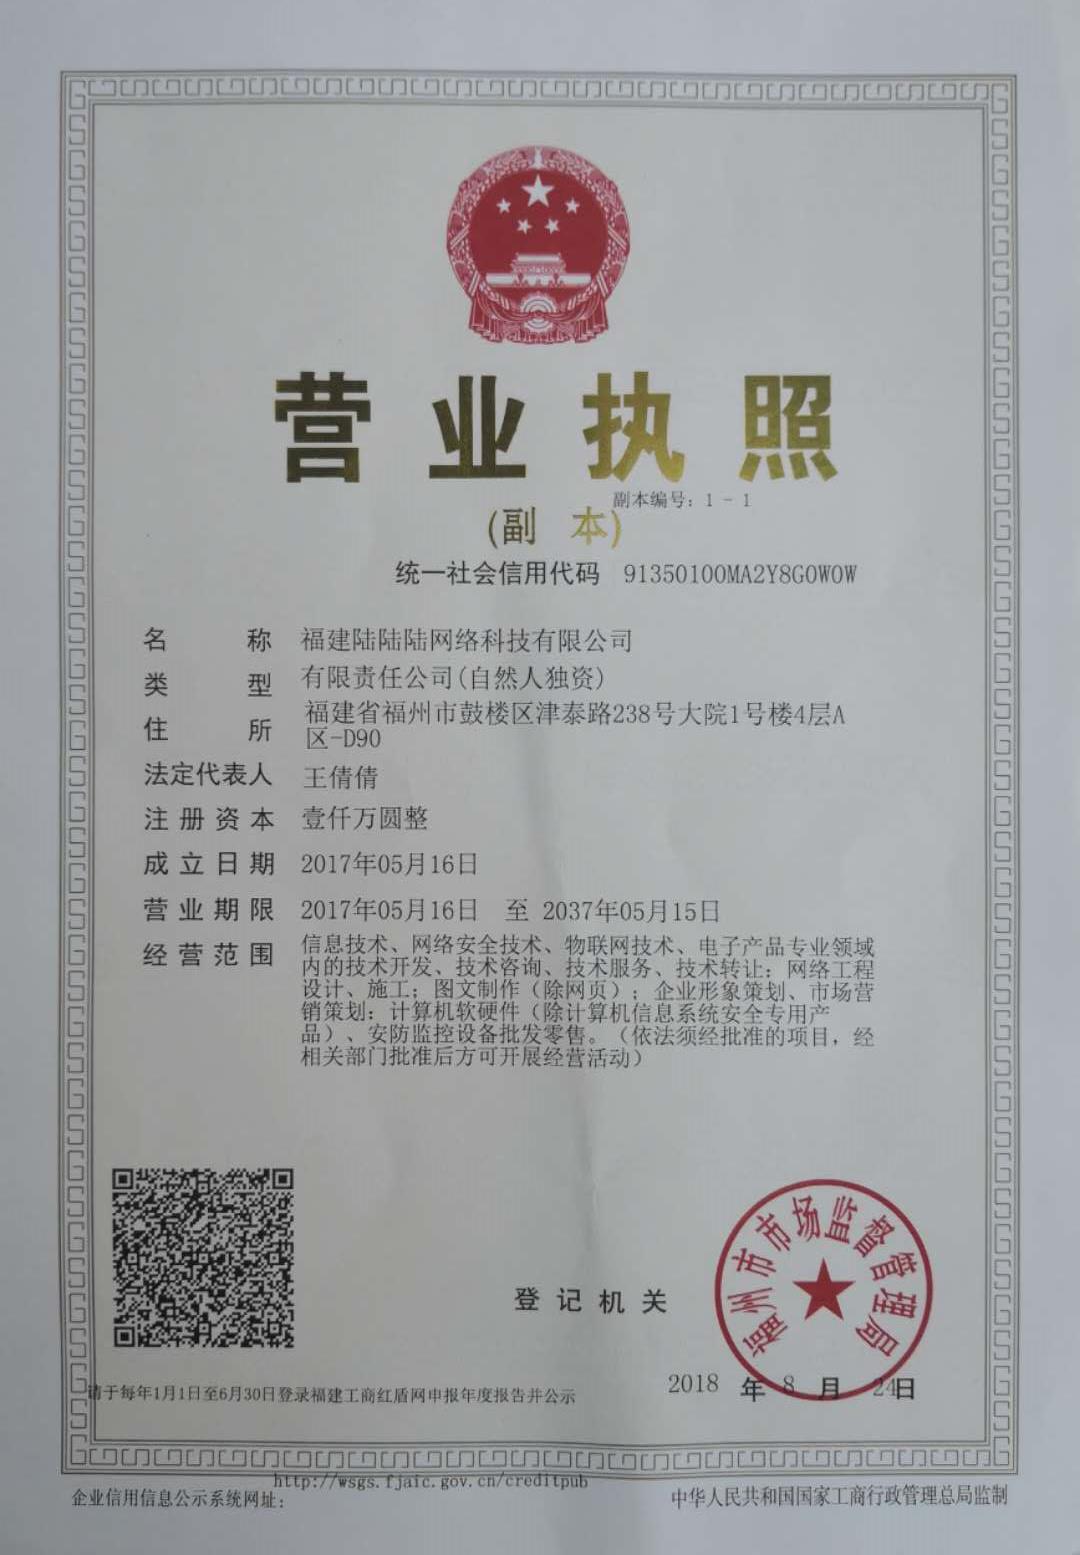 营业执照
副本编号：1-1
(副 本)
统一社会信用代码 91350100MA2Y8G0W0W
名 称 福建陆陆陆网络科技有限公司
类 型 有限责任公司(自然人独资)
住 所 福建省福州市鼓楼区津泰路238号大院1号楼4层A
区-D90
法定代表人 王倩倩
注册资本 壹仟万圆整
成立日期 2017年05月16日
营业期限 2017年05月16日 至 2037年05月15日
经营范围 信息技术、网络安全技术、物联网技术、电子产品专业领域
内的技术开发、技术咨询、技术服务、技术转让；网络工程
设计、施工；图文制作（除网页）；企业形象策划、市场营
销策划；计算机软硬件（除计算机信息系统安全专用产
品）、安防监控设备批发零售。（依法须经批准的项目，经
相关部门批准后方可开展经营活动）
福州市市场监督管理局
登记机关
2018 年 8 月 24日
请于每年1月1日至6月30日登录福建工商红盾网申报年度报告并公示
http://wsgs.fjaic.gov.cn/creditpub
企业信用信息公示系统网址：
中华人民共和国国家工商行政管理总局监制